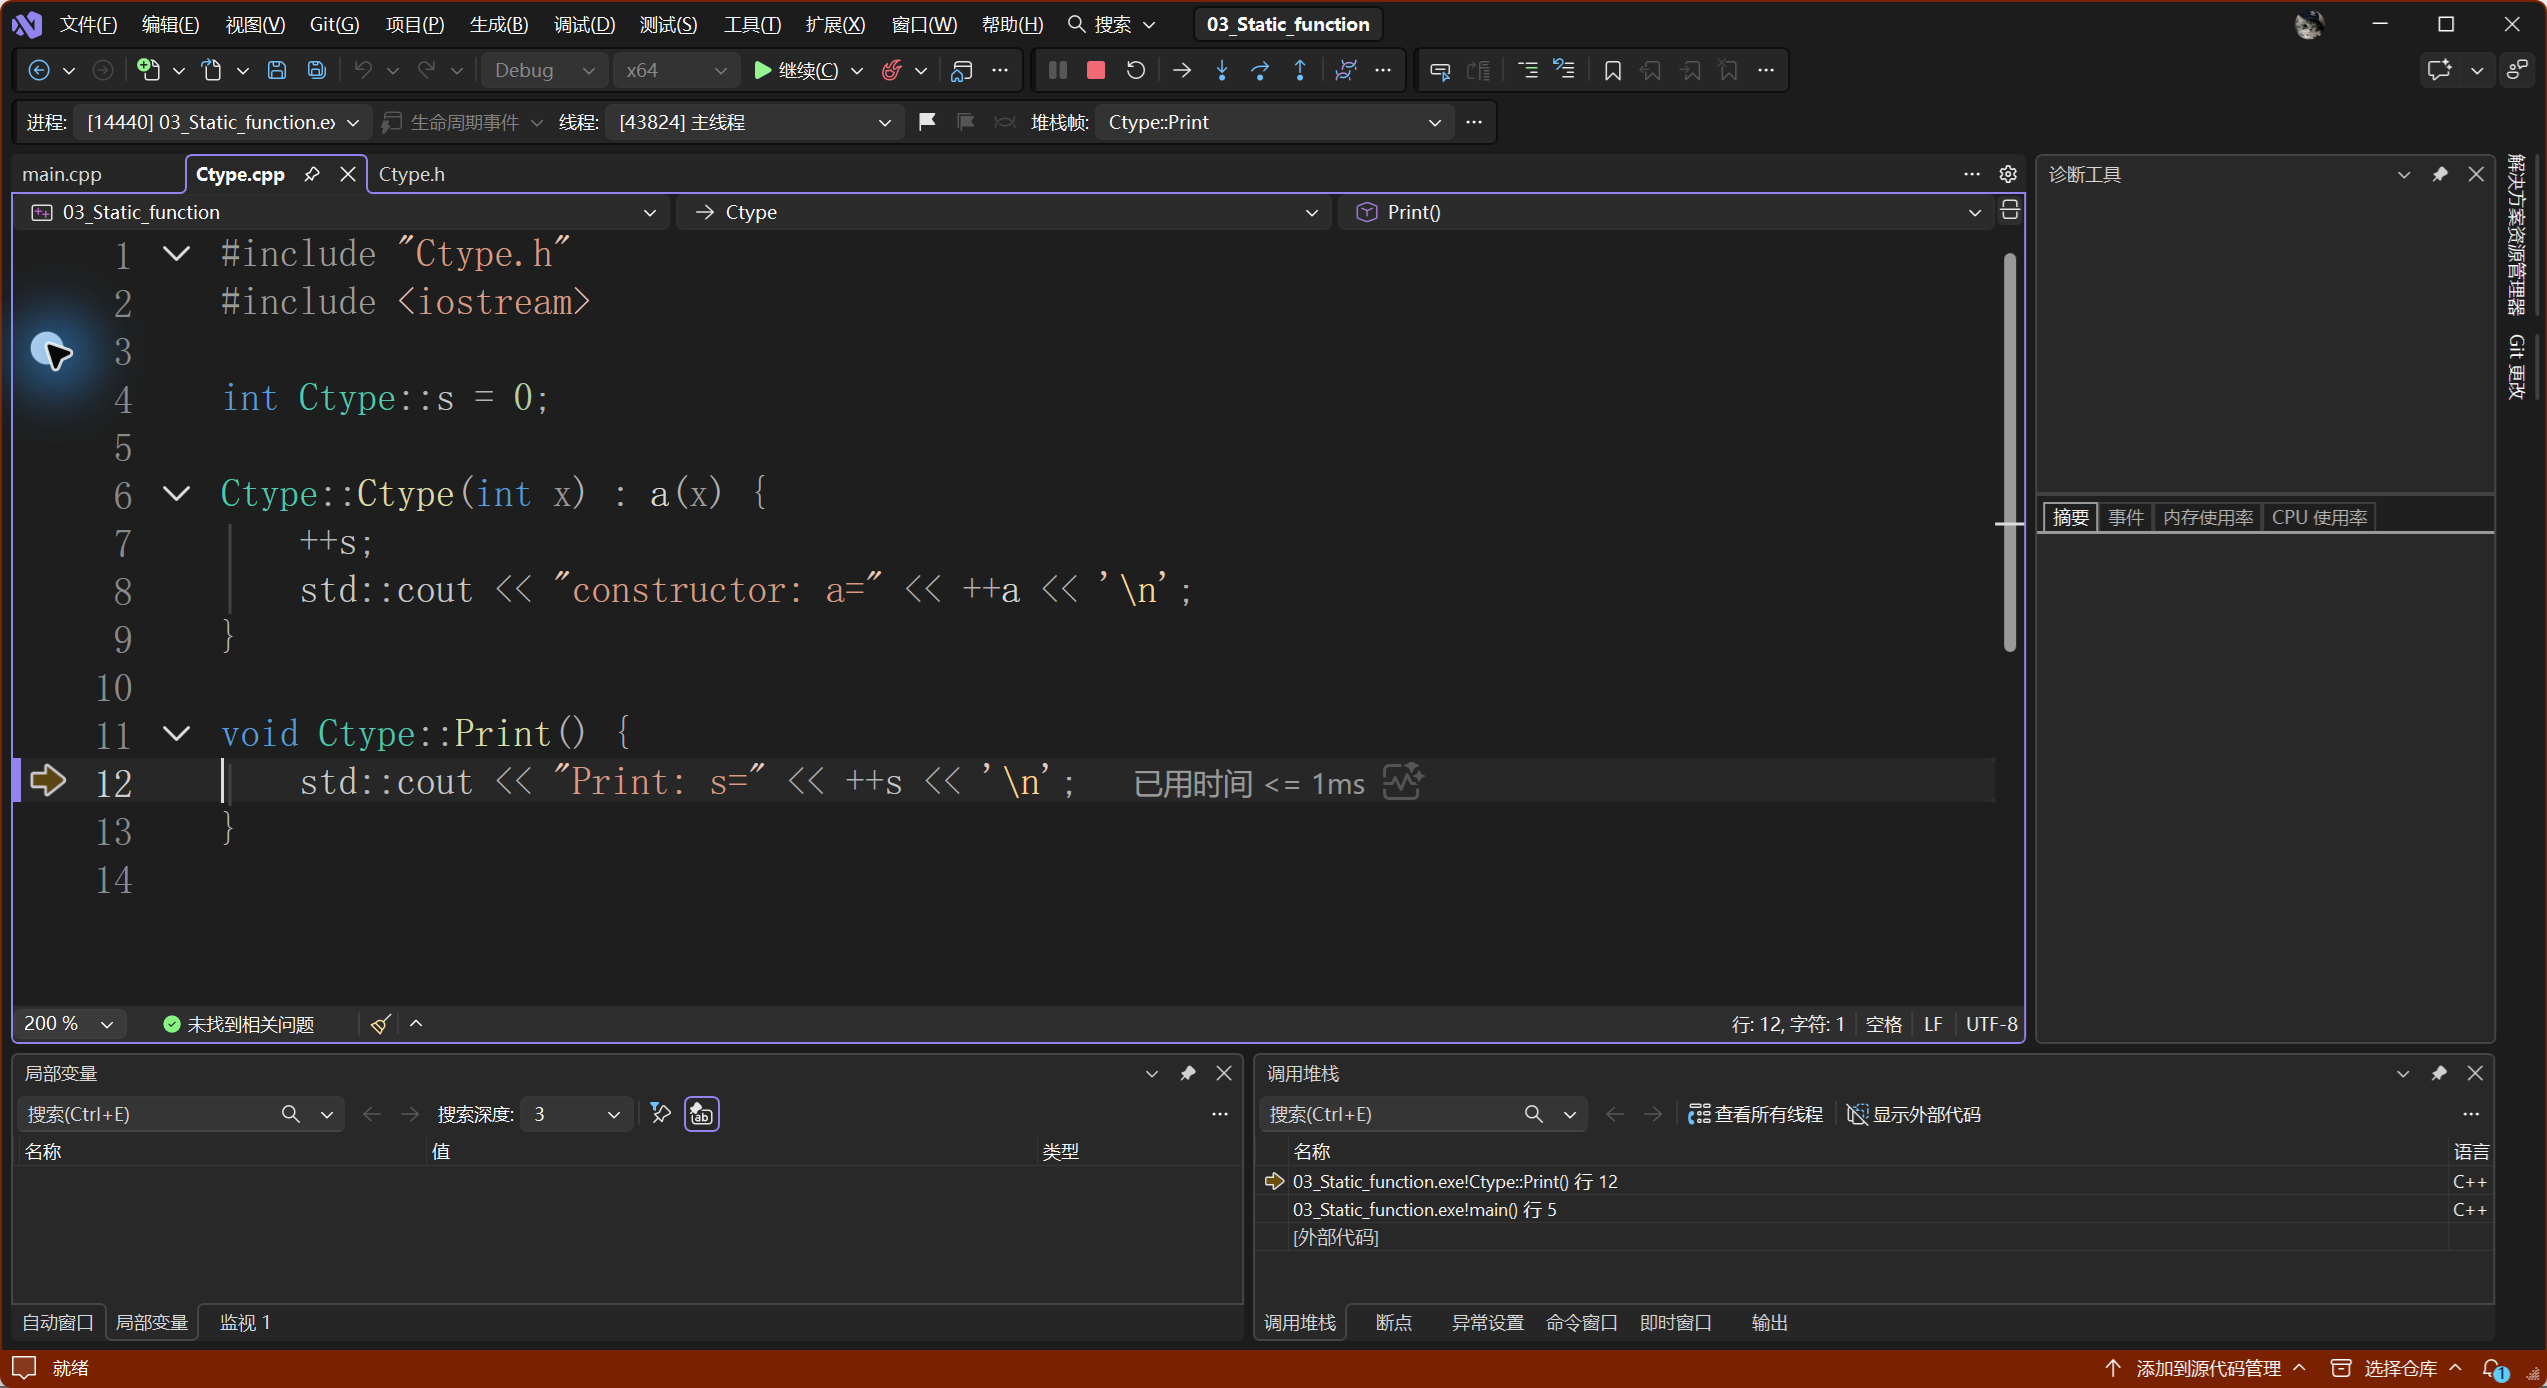 文件(F) 编辑(E) 视图(V) Git(G) 项目(P) 生成(B) 调试(D) 测试(S) 工具(T) 扩展(X) 窗口(W) 帮助(H) 搜索 03_Static_function
Debug x64 继续(C)
进程: [14440] 03_Static_function.ex 生命周期事件 线程: [43824] 主线程 堆栈帧: Ctype::Print
main.cpp Ctype.cpp Ctype.h
03_Static_function Ctype Print()
1 #include "Ctype.h"
2 #include <iostream>
3
4 int Ctype::s = 0;
5
6 Ctype::Ctype(int x) : a(x) {
7 ++s;
8 std::cout << "constructor: a=" << ++a << '\n';
9 }
10
11 void Ctype::Print() {
12 std::cout << "Print: s=" << ++s << '\n'; 已用时间 <= 1ms
13 }
14
200 % 未找到相关问题 行: 12, 字符: 1 空格 LF UTF-8
诊断工具
摘要 事件 内存使用率 CPU 使用率
解决方案资源管理器
Git 更改
局部变量
搜索(Ctrl+E) 搜索深度: 3
名称 值 类型
自动窗口 局部变量 监视 1
调用堆栈
搜索(Ctrl+E) 查看所有线程 显示外部代码
名称 语言
03_Static_function.exe!Ctype::Print() 行 12 C++
03_Static_function.exe!main() 行 5 C++
[外部代码]
调用堆栈 断点 异常设置 命令窗口 即时窗口 输出
就绪 添加到源代码管理 选择仓库 1